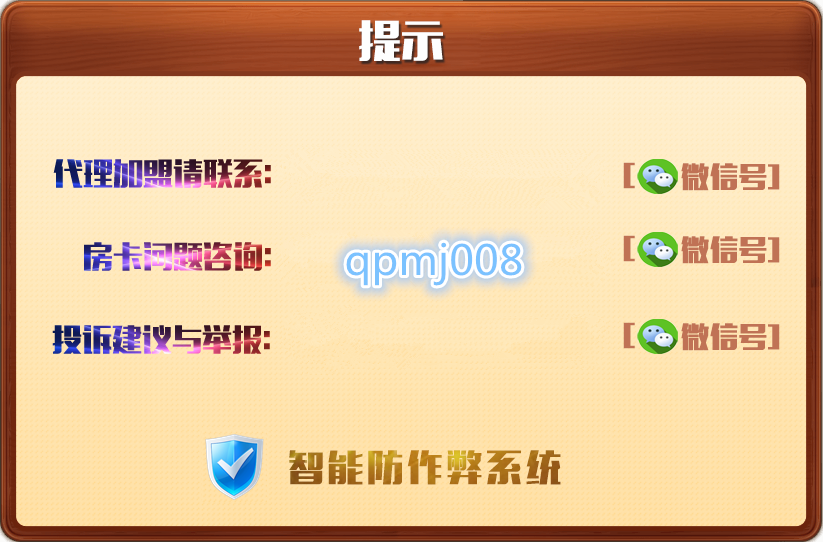 提示
代理加盟请联系: [微信号]
房卡问题咨询: qpmj008 [微信号]
投诉建议与举报: [微信号]
智能防作弊系统